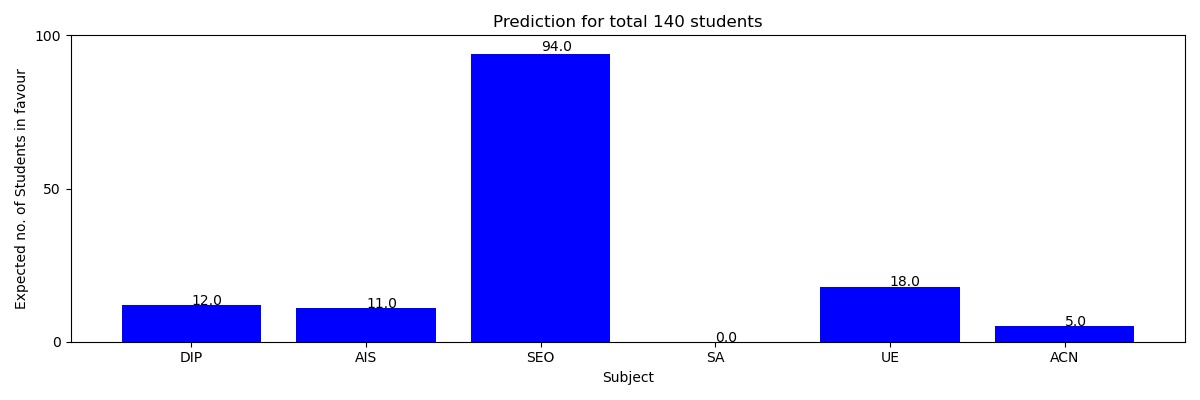 Prediction for total 140 students
Expected no. of Students in favour
100
50
0
94.0
18.0
12.0
11.0
5.0
0.0
DIP AIS SEO SA UE ACN
Subject